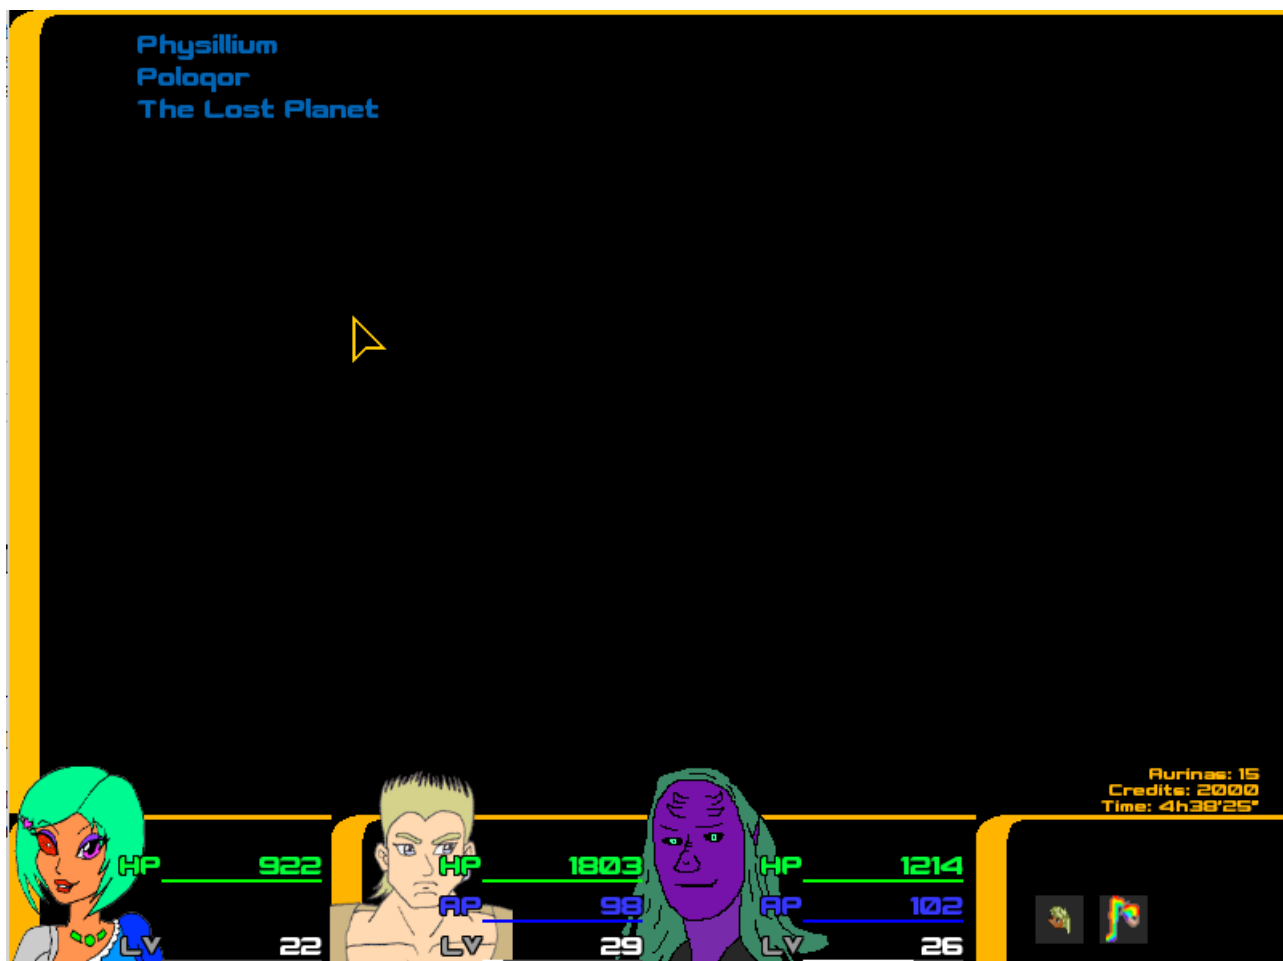 Physillium
Poloqor
The Lost Planet
Aurinas: 15
Credits: 2000
Time: 4h38'25"
HP 922
LV 22
HP 1803
AP 98
LV 29
HP 1214
AP 102
LV 26